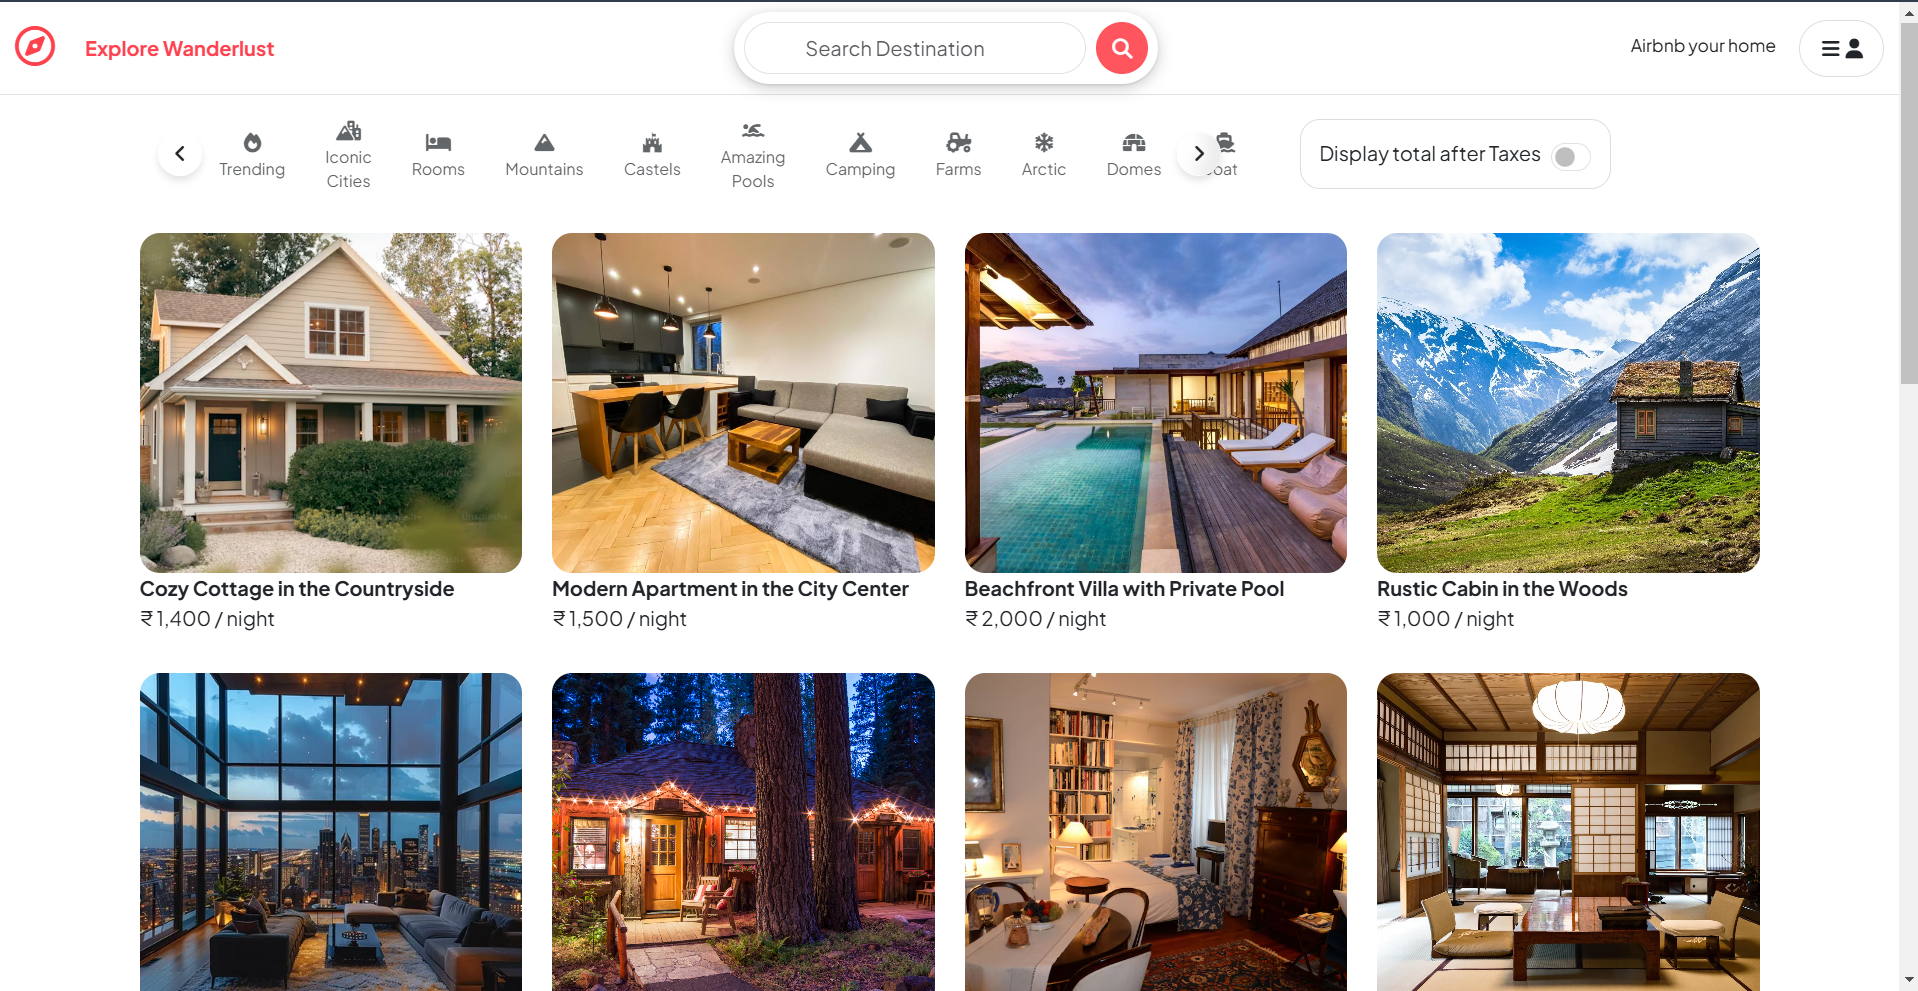 Explore Wanderlust
Search Destination
Airbnb your home
Trending
Iconic
Cities
Rooms
Mountains
Castels
Amazing
Pools
Camping
Farms
Arctic
Domes
oat
Display total after Taxes
Cozy Cottage in the Countryside
₹ 1,400 / night
Modern Apartment in the City Center
₹ 1,500 / night
Beachfront Villa with Private Pool
₹ 2,000 / night
Rustic Cabin in the Woods
₹ 1,000 / night